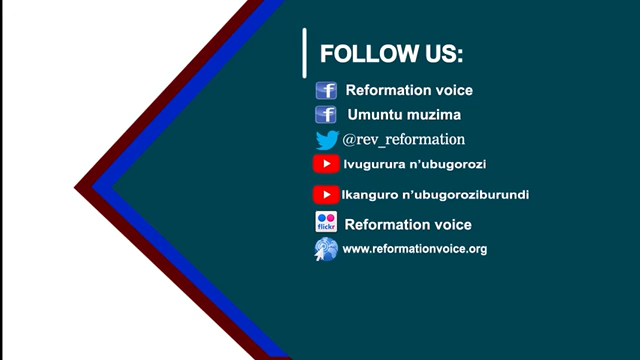 FOLLOW US:
Reformation voice
Umuntu muzima
@rev_reformation
Ivugurura n'ubugorozi
Ikanguro n'ubugoroziburundi
flickr
Reformation voice
www.reformationvoice.org